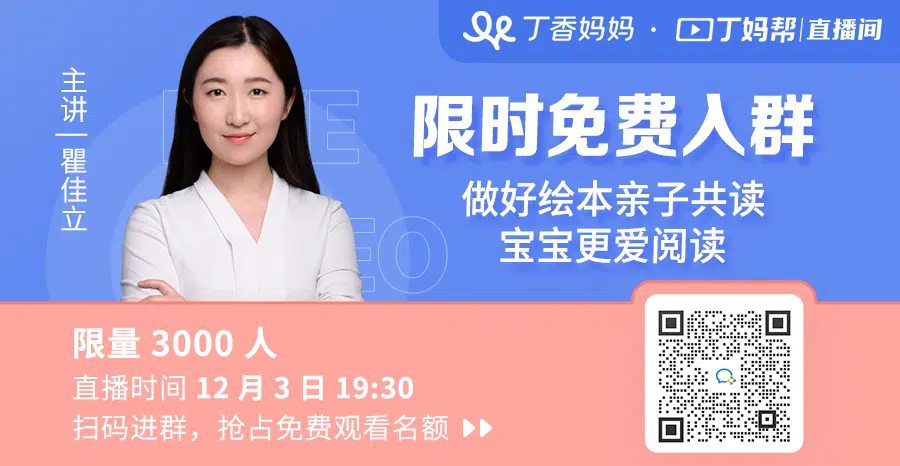 丁香妈妈 · 丁妈帮|直播间
主讲|瞿佳立
限时免费入群
做好绘本亲子共读
宝宝更爱阅读
限量 3000 人
直播时间 12 月 3 日 19:30
扫码进群，抢占免费观看名额